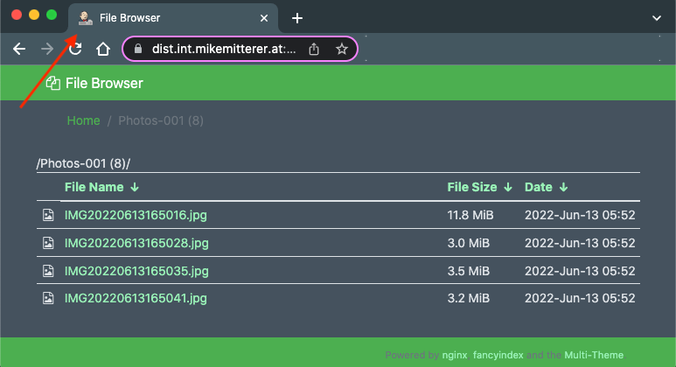 File Browser
dist.int.mikemitterer.at:...
File Browser
Home / Photos-001 (8)
/Photos-001 (8)/
File Name ↓ File Size ↓ Date ↓
IMG20220613165016.jpg 11.8 MiB 2022-Jun-13 05:52
IMG20220613165028.jpg 3.0 MiB 2022-Jun-13 05:52
IMG20220613165035.jpg 3.5 MiB 2022-Jun-13 05:52
IMG20220613165041.jpg 3.2 MiB 2022-Jun-13 05:52
Powered by nginx, fancyindex and the Multi-Theme